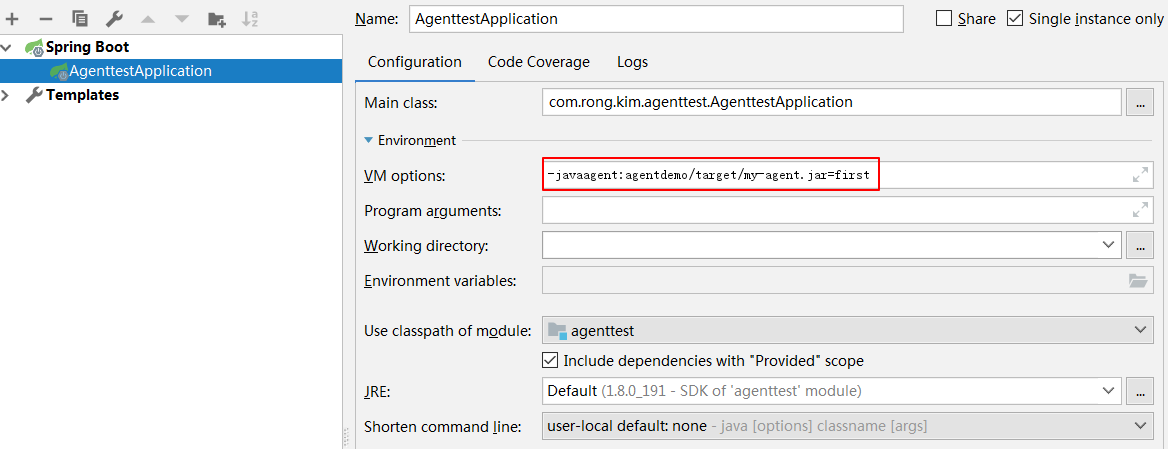 Name: AgenttestApplication Share Single instance only
Spring Boot
AgenttestApplication
Templates
Configuration Code Coverage Logs
Main class: com.rong.kim.agenttest.AgenttestApplication ...
Environment
VM options: -javaagent:agentdemo/target/my-agent.jar=first
Program arguments:
Working directory: ...
Environment variables:
Use classpath of module: agenttest
Include dependencies with "Provided" scope
JRE: Default (1.8.0_191 - SDK of 'agenttest' module) ...
Shorten command line: user-local default: none - java [options] classname [args]